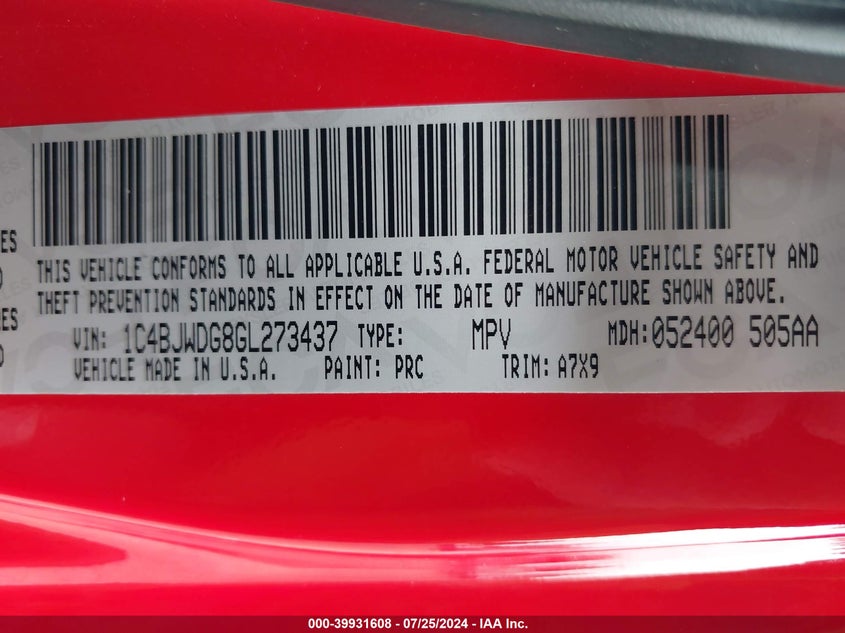 THIS VEHICLE CONFORMS TO ALL APPLICABLE U.S.A. FEDERAL MOTOR VEHICLE SAFETY AND
THEFT PREVENTION STANDARDS IN EFFECT ON THE DATE OF MANUFACTURE SHOWN ABOVE.
VIN: 1C4BJWDG8GL273437 TYPE: MPV MDH:052400 505AA
VEHICLE MADE IN U.S.A. PAINT: PRC TRIM: A7X9
000-39931608 - 07/25/2024 - IAA Inc.